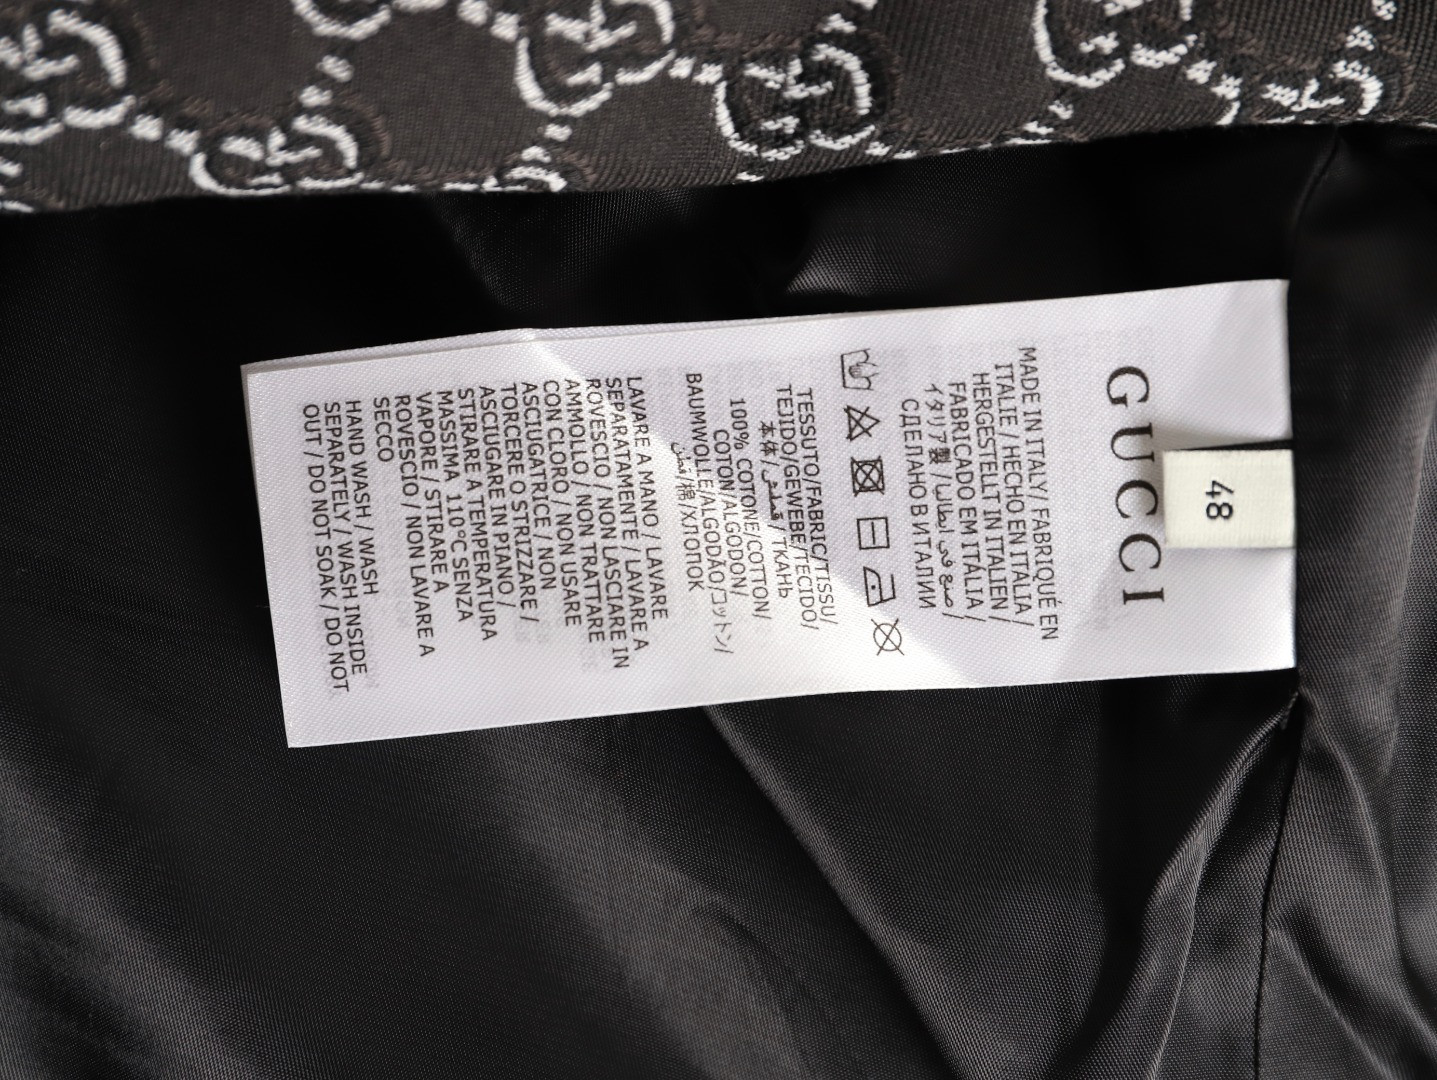 GUCCI
48
MADE IN ITALY/ FABRIQUÉ EN
ITALIE / HECHO EN ITALIA /
HERGESTELLT IN ITALIEN /
FABRICADO EM ITÁLIA /
イタリア製 / صنع في ايطاليا /
СДЕЛАНО В ИТАЛИИ
TESSUTO/FABRIC/TISSU/
TEJIDO/GEWEBE/TECIDO/
本体 / قماش / ТКАНЬ
100% COTONE/COTTON/
COTON/ALGODON/
BAUMWOLLE/ALGODÃO/コットン/
قطن/棉/ХЛОПОК
LAVARE A MANO / LAVARE
SEPARATAMENTE / LAVARE A
ROVESCIO / NON LASCIARE IN
AMMOLLO / NON TRATTARE
CON CLORO / NON USARE
ASCIUGATRICE / NON
TORCERE O STRIZZARE /
ASCIUGARE IN PIANO /
STIRARE A TEMPERATURA
MASSIMA 110°C SENZA
VAPORE / STIRARE A
ROVESCIO / NON LAVARE A
SECCO
HAND WASH / WASH
SEPARATELY / WASH INSIDE
OUT / DO NOT SOAK / DO NOT